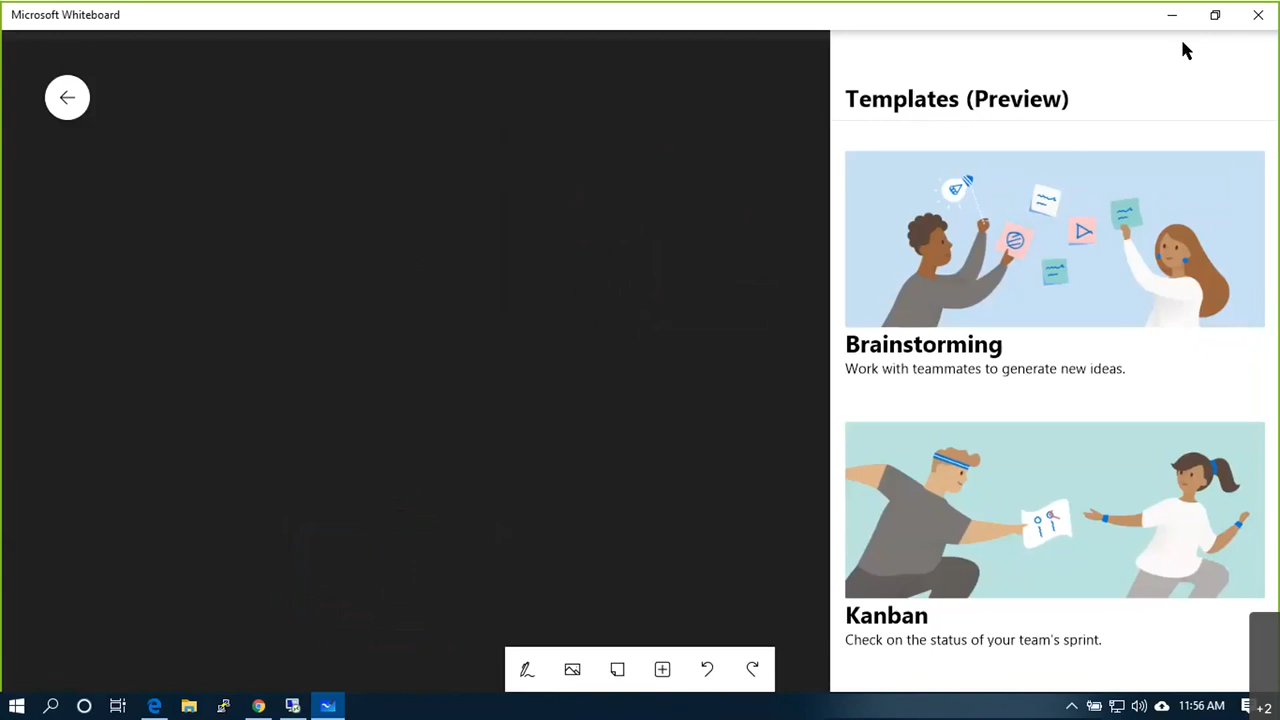 Microsoft Whiteboard
Templates (Preview)
Brainstorming
Work with teammates to generate new ideas.
Kanban
Check on the status of your team's sprint.
11:56 AM
+2